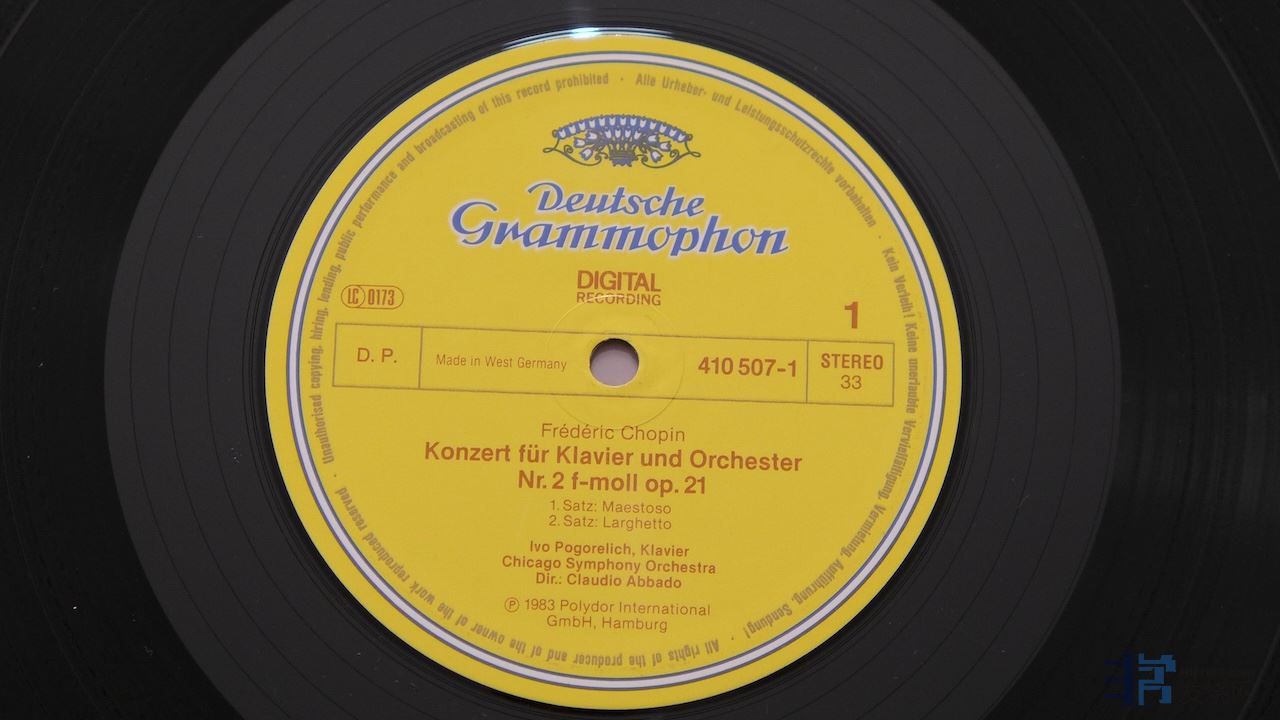 Unauthorised copying, hiring, lending, public performance and broadcasting of this record prohibited · Alle Urheber- und Leistungsschutzrechte vorbehalten · Kein Verleih! Keine unerlaubte Vervielfältigung, Vermietung, Aufführung, Sendung! · All rights of the producer and of the owner of the work reproduced reserved ·
Deutsche
Grammophon
DIGITAL
RECORDING
LC 0173
1
D. P.
Made in West Germany
410 507-1
STEREO
33
Frédéric Chopin
Konzert für Klavier und Orchester
Nr. 2 f-moll op. 21
1. Satz: Maestoso
2. Satz: Larghetto
Ivo Pogorelich, Klavier
Chicago Symphony Orchestra
Dir.: Claudio Abbado
Ⓟ 1983 Polydor International
GmbH, Hamburg